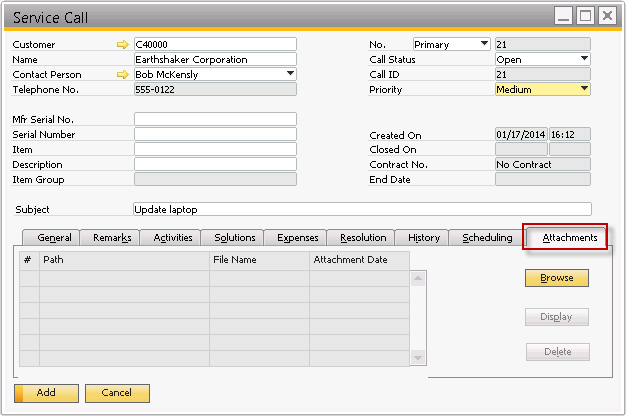 Service Call
Customer C40000 No. Primary 21
Name Earthshaker Corporation Call Status Open
Contact Person Bob McKensly Call ID 21
Telephone No. 555-0122 Priority Medium
Mfr Serial No.
Serial Number Created On 01/17/2014 16:12
Item Closed On
Description Contract No. No Contract
Item Group End Date
Subject Update laptop
General Remarks Activities Solutions Expenses Resolution History Scheduling Attachments
# Path File Name Attachment Date
Browse
Display
Delete
Add Cancel